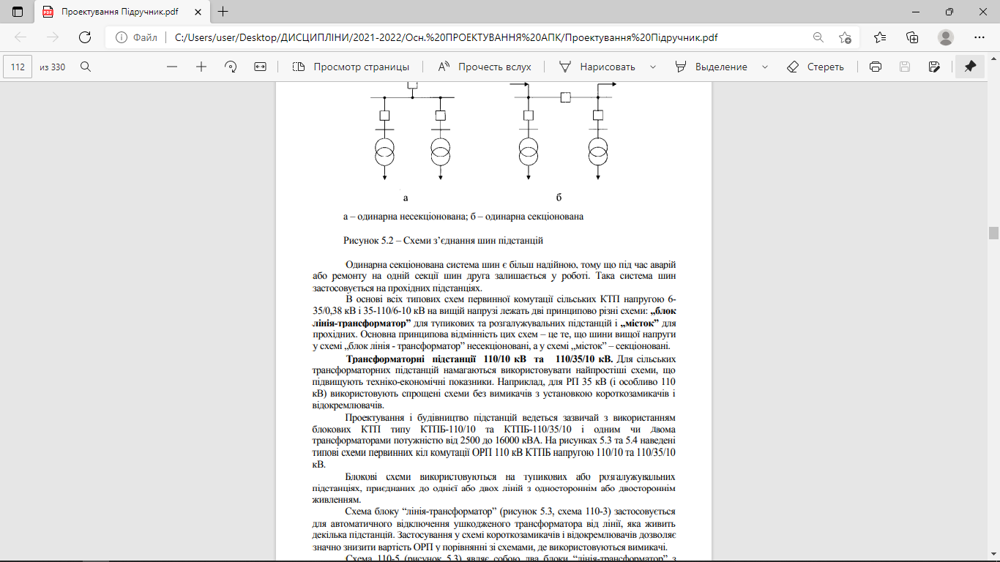 Проектування Підручник.pdf
Файл
C:/Users/user/Desktop/ДИСЦИПЛІНИ/2021-2022/Осн.%20ПРОЕКТУВАННЯ%20АПК/Проектування%20Підручник.pdf
112 из 330
Просмотр страницы
Прочесть вслух
Нарисовать
Выделение
Стереть
а б
а – одинарна несекціонована; б – одинарна секціонована
Рисунок 5.2 – Схеми з’єднання шин підстанцій
Одинарна секціонована система шин є більш надійною, тому що під час аварій
або ремонту на одній секції шин друга залишається у роботі. Така система шин
застосовується на прохідних підстанціях.
В основі всіх типових схем первинної комутації сільських КТП напругою 6-
35/0,38 кВ і 35-110/6-10 кВ на вищій напрузі лежать дві принципово різні схеми: „блок
лінія-трансформатор” для тупикових та розгалужувальних підстанцій і „місток” для
прохідних. Основна принципова відмінність цих схем – це те, що шини вищої напруги
у схемі „блок лінія - трансформатор” несекціоновані, а у схемі „місток” – секціоновані.
Трансформаторні підстанції 110/10 кВ та 110/35/10 кВ. Для сільських
трансформаторних підстанцій намагаються використовувати найпростіші схеми, що
підвищують техніко-економічні показники. Наприклад, для РП 35 кВ (і особливо 110
кВ) використовують спрощені схеми без вимикачів з установкою короткозамикачів і
відокремлювачів.
Проектування і будівництво підстанцій ведеться зазвичай з використанням
блокових КТП типу КТПБ-110/10 та КТПБ-110/35/10 і одним чи двома
трансформаторами потужністю від 2500 до 16000 кВА. На рисунках 5.3 та 5.4 наведені
типові схеми первинних кіл комутації ОРП 110 кВ КТПБ напругою 110/10 та 110/35/10
кВ.
Блокові схеми використовуються на тупикових або розгалужувальних
підстанціях, приєднаних до однієї або двох ліній з одностороннім або двостороннім
живленням.
Схема блоку “лінія-трансформатор” (рисунок 5.3, схема 110-3) застосовується
для автоматичного відключення ушкодженого трансформатора від лінії, яка живить
декілька підстанцій. Застосування у схемі короткозамикачів і відокремлювачів дозволяє
значно знизити вартість ОРП у порівнянні зі схемами, де використовуються вимикачі.
Схема 110-5 (рисунок 5.3) являє собою два блоки “лінія-трансформатор” з